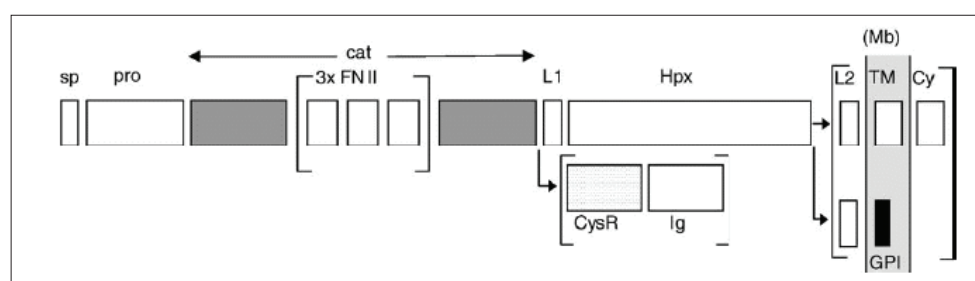 (Mb)
cat
sp pro 3x FN II L1 Hpx L2 TM Cy
CysR Ig
GPI